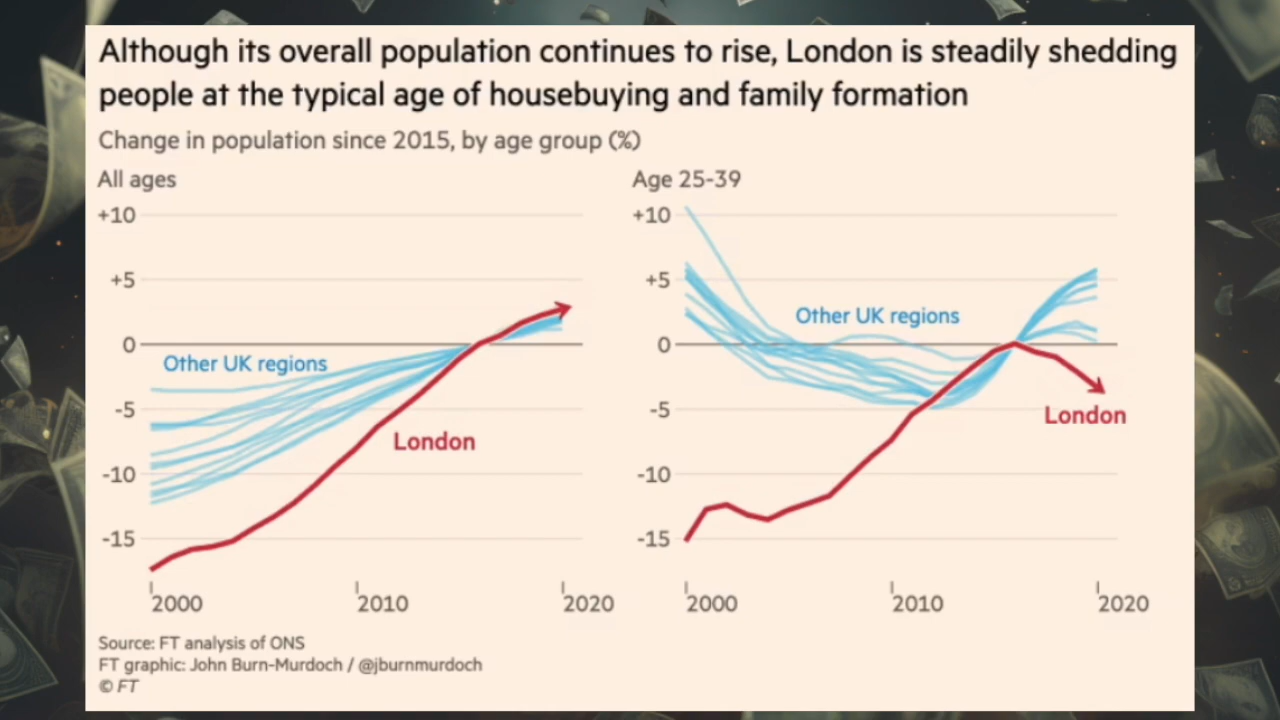 Although its overall population continues to rise, London is steadily shedding
people at the typical age of housebuying and family formation
Change in population since 2015, by age group (%)
All ages
+10
+5
0
-5
-10
-15
Other UK regions
London
2000
2010
2020
Age 25-39
+10
+5
0
-5
-10
-15
Other UK regions
London
2000
2010
2020
Source: FT analysis of ONS
FT graphic: John Burn-Murdoch / @jburnmurdoch
© FT